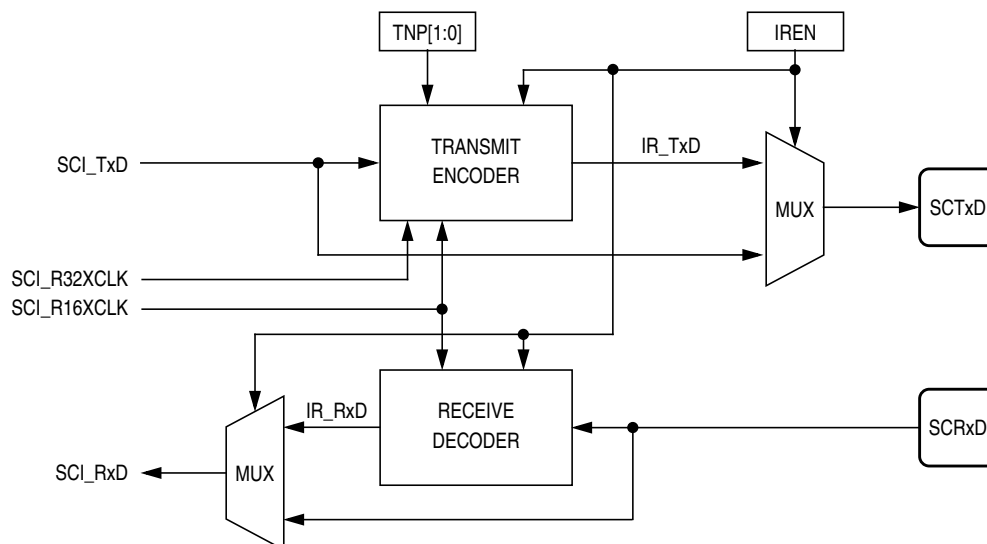 TNP[1:0]
IREN
TRANSMIT
ENCODER
IR_TxD
SCI_TxD
MUX
SCTxD
SCI_R32XCLK
SCI_R16XCLK
IR_RxD
RECEIVE
DECODER
SCRxD
SCI_RxD
MUX